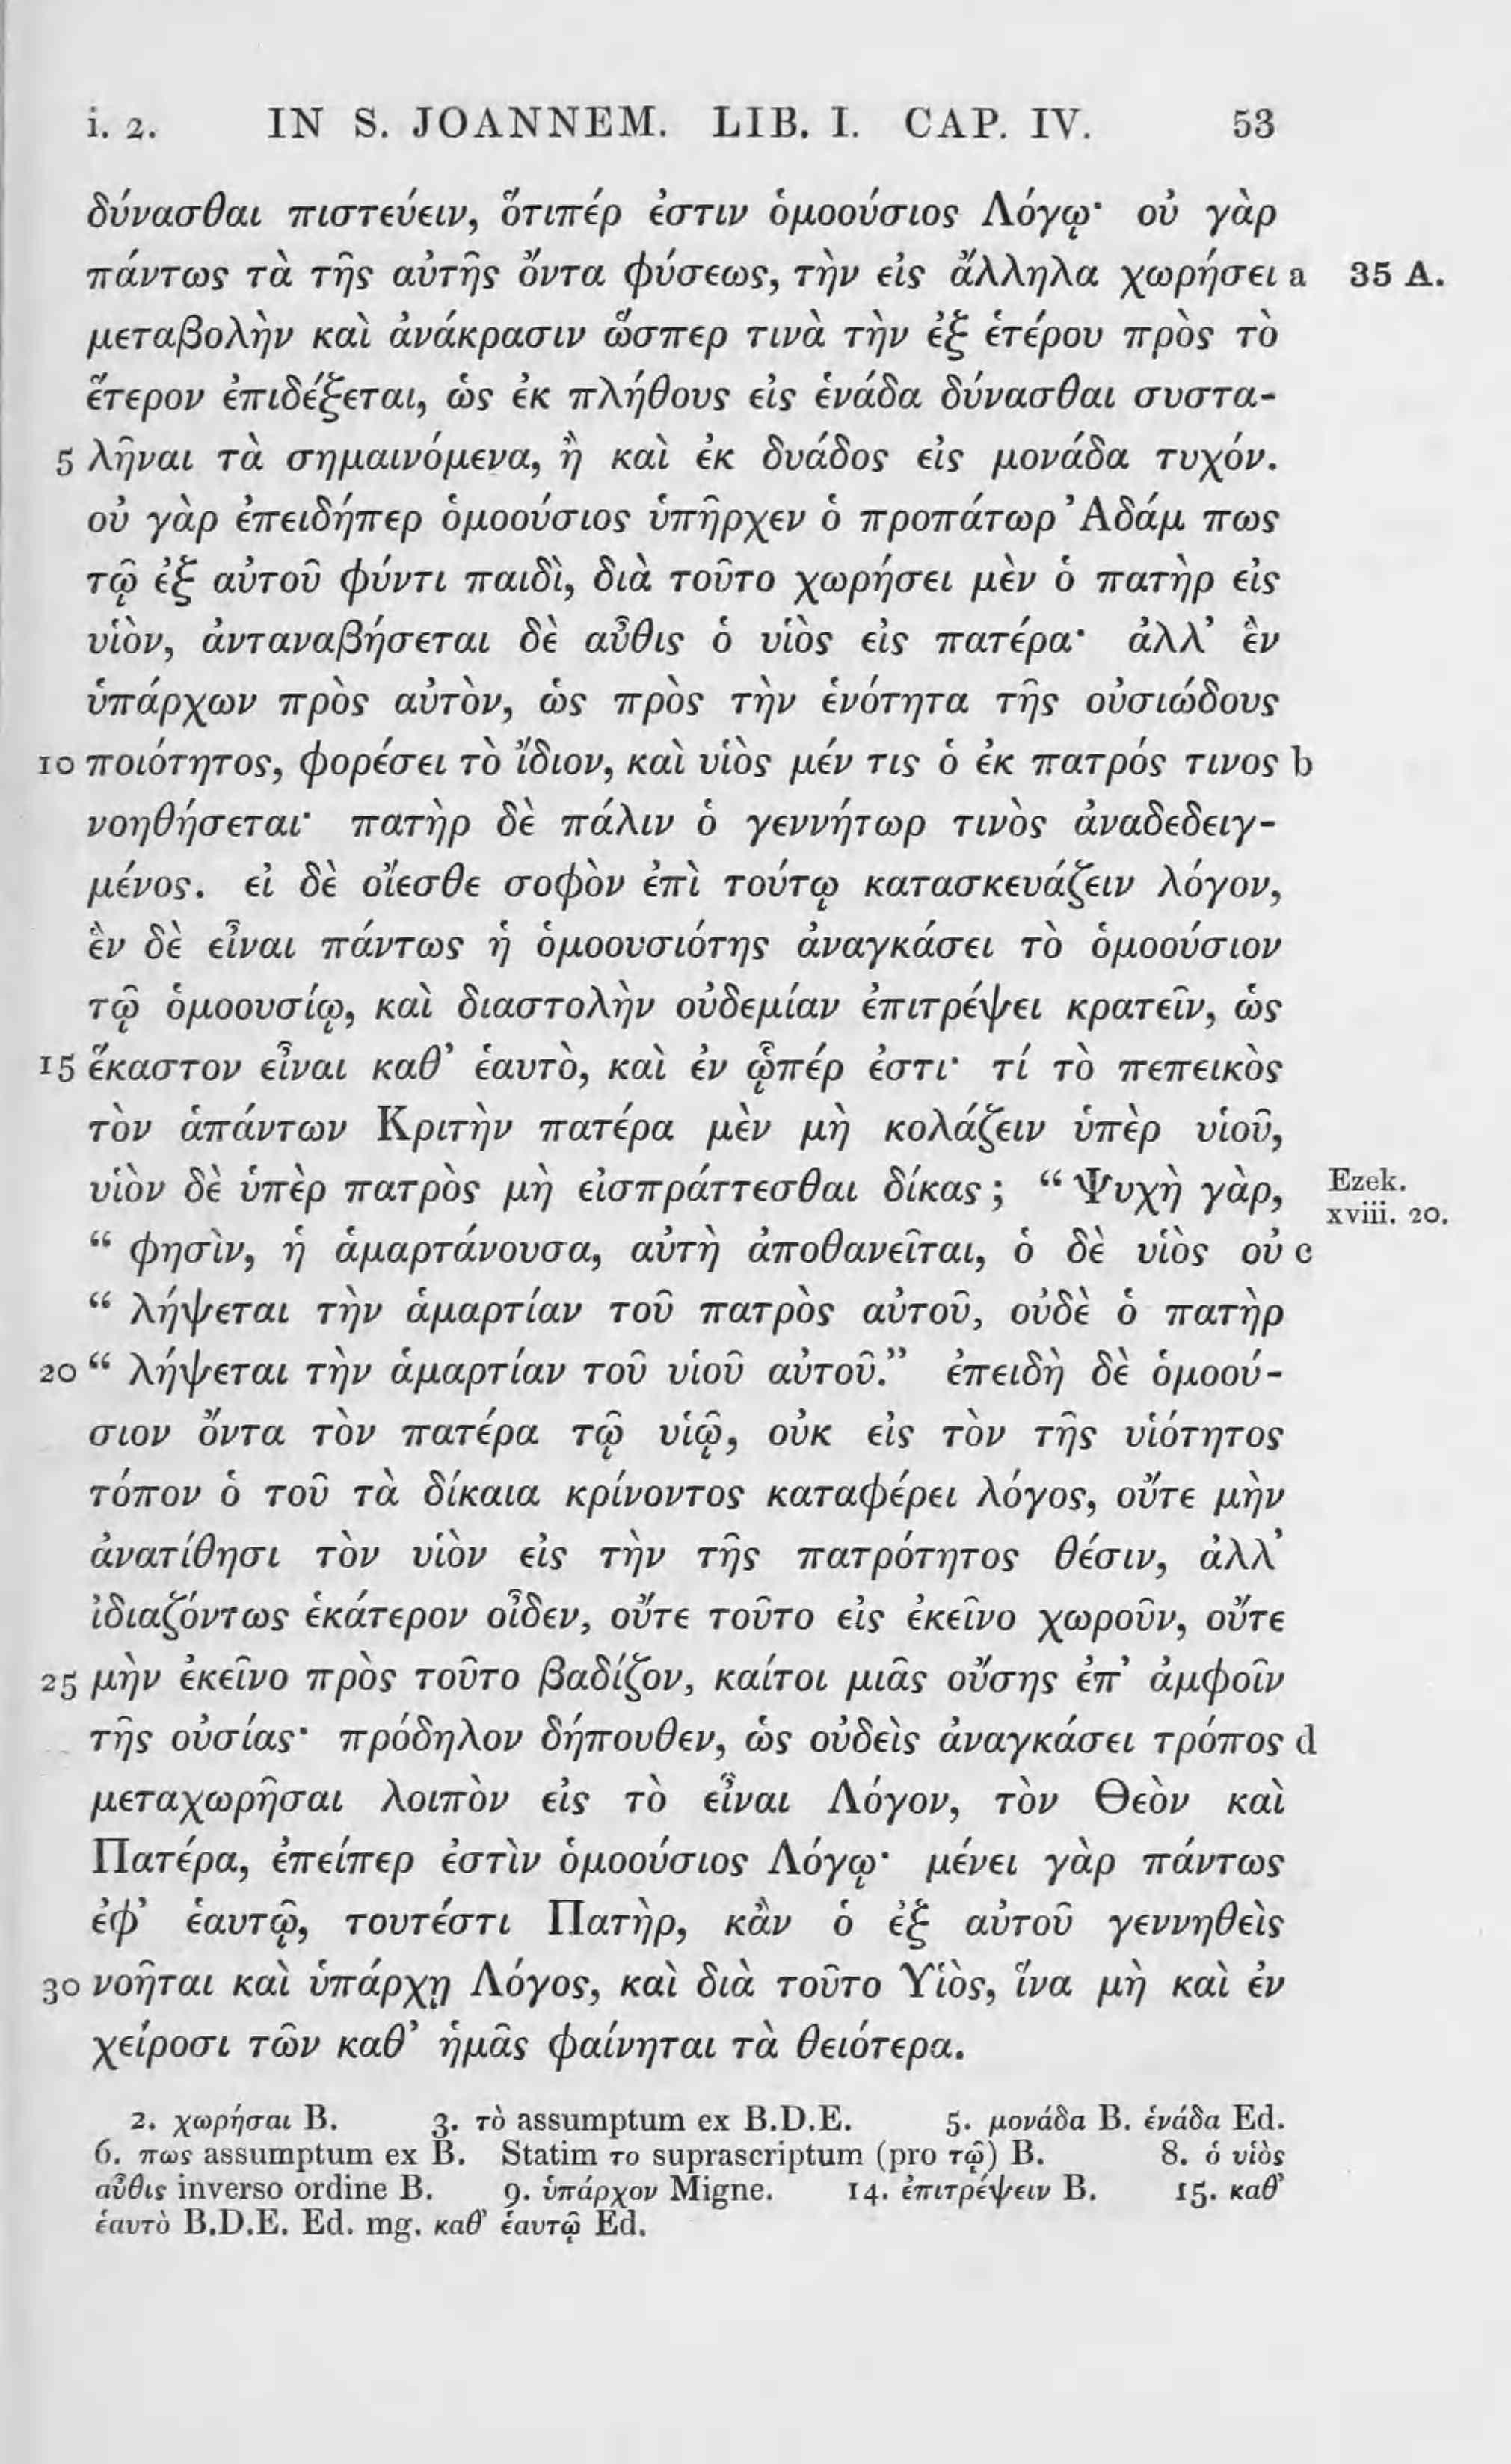 i. 2. IN S. JOANNEM. LIB. I. CAP. IV. 53
δύνασθαι πιστεύειν, ὅτιπέρ ἐστιν ὁμοούσιος Λόγῳ· οὐ γὰρ
πάντως τὰ τῆς αὐτῆς ὄντα φύσεως, τὴν εἰς ἄλληλα χωρήσει a 35 A.
μεταβολὴν καὶ ἀνάκρασιν ὥσπερ τινὰ τὴν ἐξ ἑτέρου πρὸς τὸ
ἕτερον ἐπιδέξεται, ὡς ἐκ πλήθους εἰς ἑνάδα δύνασθαι συστα-
5 λῆναι τὰ σημαινόμενα, ἢ καὶ ἐκ δυάδος εἰς μονάδα τυχόν.
οὐ γὰρ ἐπειδήπερ ὁμοούσιος ὑπῆρχεν ὁ προπάτωρ Ἀδάμ πως
τῷ ἐξ αὐτοῦ φύντι παιδὶ, διὰ τοῦτο χωρήσει μὲν ὁ πατὴρ εἰς
υἱὸν, ἀνταναβήσεται δὲ αὖθις ὁ υἱὸς εἰς πατέρα· ἀλλ’ ἓν
ὑπάρχων πρὸς αὐτὸν, ὡς πρὸς τὴν ἑνότητα τῆς οὐσιώδους
10 ποιότητος, φορέσει τὸ ἴδιον, καὶ υἱὸς μέν τις ὁ ἐκ πατρός τινος b
νοηθήσεται· πατὴρ δὲ πάλιν ὁ γεννήτωρ τινὸς ἀναδεδειγ-
μένος. εἰ δὲ οἴεσθε σοφὸν ἐπὶ τούτῳ κατασκευάζειν λόγον,
ἓν δὲ εἶναι πάντως ἡ ὁμοουσιότης ἀναγκάσει τὸ ὁμοούσιον
τῷ ὁμοουσίῳ, καὶ διαστολὴν οὐδεμίαν ἐπιτρέψει κρατεῖν, ὡς
15 ἕκαστον εἶναι καθ’ ἑαυτὸ, καὶ ἐν ᾧπέρ ἐστι· τί τὸ πεπεικὸς
τὸν ἁπάντων Κριτὴν πατέρα μὲν μὴ κολάζειν ὑπὲρ υἱοῦ,
υἱὸν δὲ ὑπὲρ πατρὸς μὴ εἰσπράττεσθαι δίκας ; “ Ψυχὴ γὰρ, Ezek. xviii. 20.
“ φησὶν, ἡ ἁμαρτάνουσα, αὐτὴ ἀποθανεῖται, ὁ δὲ υἱὸς οὐ c
“ λήψεται τὴν ἁμαρτίαν τοῦ πατρὸς αὐτοῦ, οὐδὲ ὁ πατὴρ
20 “ λήψεται τὴν ἁμαρτίαν τοῦ υἱοῦ αὐτοῦ.” ἐπειδὴ δὲ ὁμοού-
σιον ὄντα τὸν πατέρα τῷ υἱῷ, οὐκ εἰς τὸν τῆς υἱότητος
τόπον ὁ τοῦ τὰ δίκαια κρίνοντος καταφέρει λόγος, οὔτε μὴν
ἀνατίθησι τὸν υἱὸν εἰς τὴν τῆς πατρότητος θέσιν, ἀλλ’
ἰδιαζόντως ἑκάτερον οἶδεν, οὔτε τοῦτο εἰς ἐκεῖνο χωροῦν, οὔτε
25 μὴν ἐκεῖνο πρὸς τοῦτο βαδίζον, καίτοι μιᾶς οὔσης ἐπ’ ἀμφοῖν
τῆς οὐσίας· πρόδηλον δήπουθεν, ὡς οὐδεὶς ἀναγκάσει τρόπος d
μεταχωρῆσαι λοιπὸν εἰς τὸ εἶναι Λόγον, τὸν Θεὸν καὶ
Πατέρα, ἐπείπερ ἐστὶν ὁμοούσιος Λόγῳ· μένει γὰρ πάντως
ἐφ’ ἑαυτῷ, τουτέστι Πατὴρ, κἂν ὁ ἐξ αὐτοῦ γεννηθεὶς
30 νοῆται καὶ ὑπάρχῃ Λόγος, καὶ διὰ τοῦτο Υἱὸς, ἵνα μὴ καὶ ἐν
χείροσι τῶν καθ’ ἡμᾶς φαίνηται τὰ θειότερα.
2. χωρήσαι B. 3. τὸ assumptum ex B.D.E. 5. μονάδα B. ἑνάδα Ed.
6. πως assumptum ex B. Statim το suprascriptum (pro τῷ) B. 8. ὁ υἱὸς
αὖθις inverso ordine B. 9. ὑπάρχον Migne. 14. ἐπιτρέψειν B. 15. καθ’
ἑαυτὸ B.D.E. Ed. mg. καθ’ ἑαυτῷ Ed.